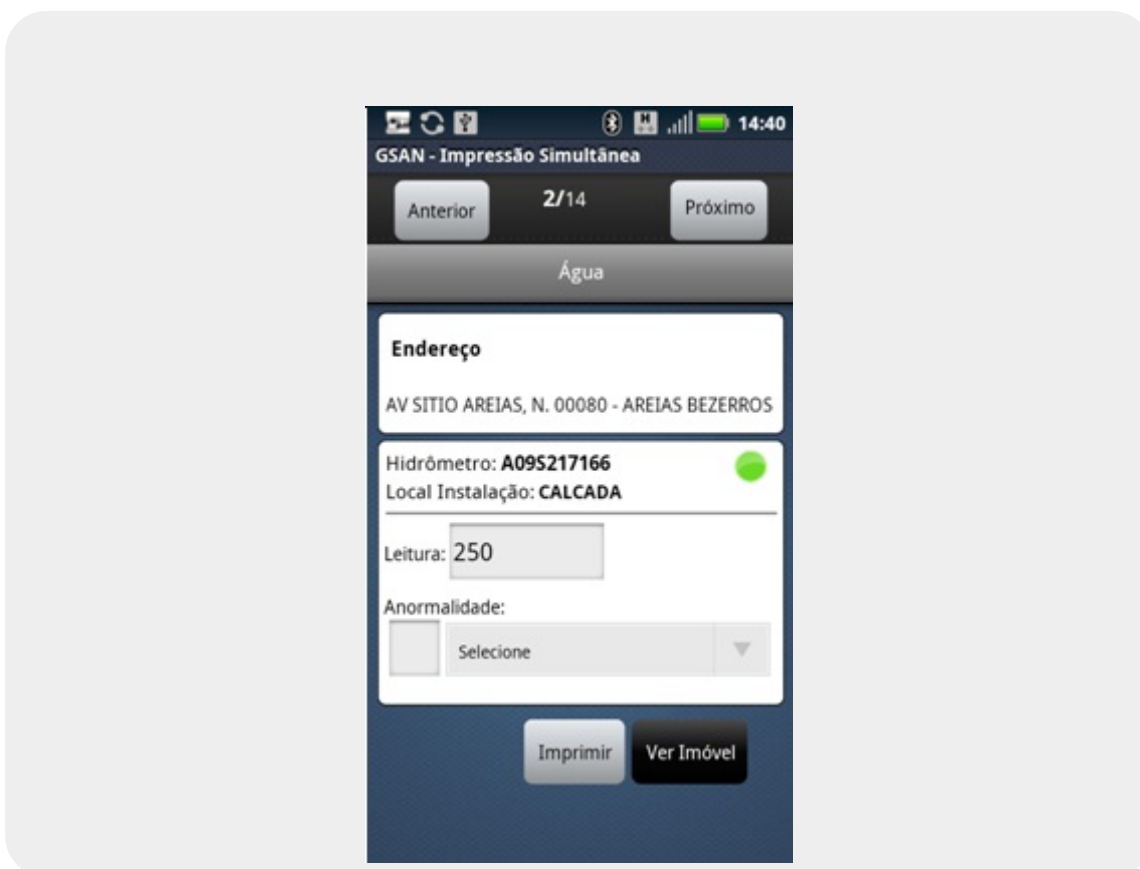 14:40
GSAN - Impressão Simultânea
Anterior 2/14 Próximo
Água
Endereço
AV SITIO AREIAS, N. 00080 - AREIAS BEZERROS
Hidrômetro: A09S217166
Local Instalação: CALCADA
Leitura: 250
Anormalidade:
Selecione
Imprimir Ver Imóvel